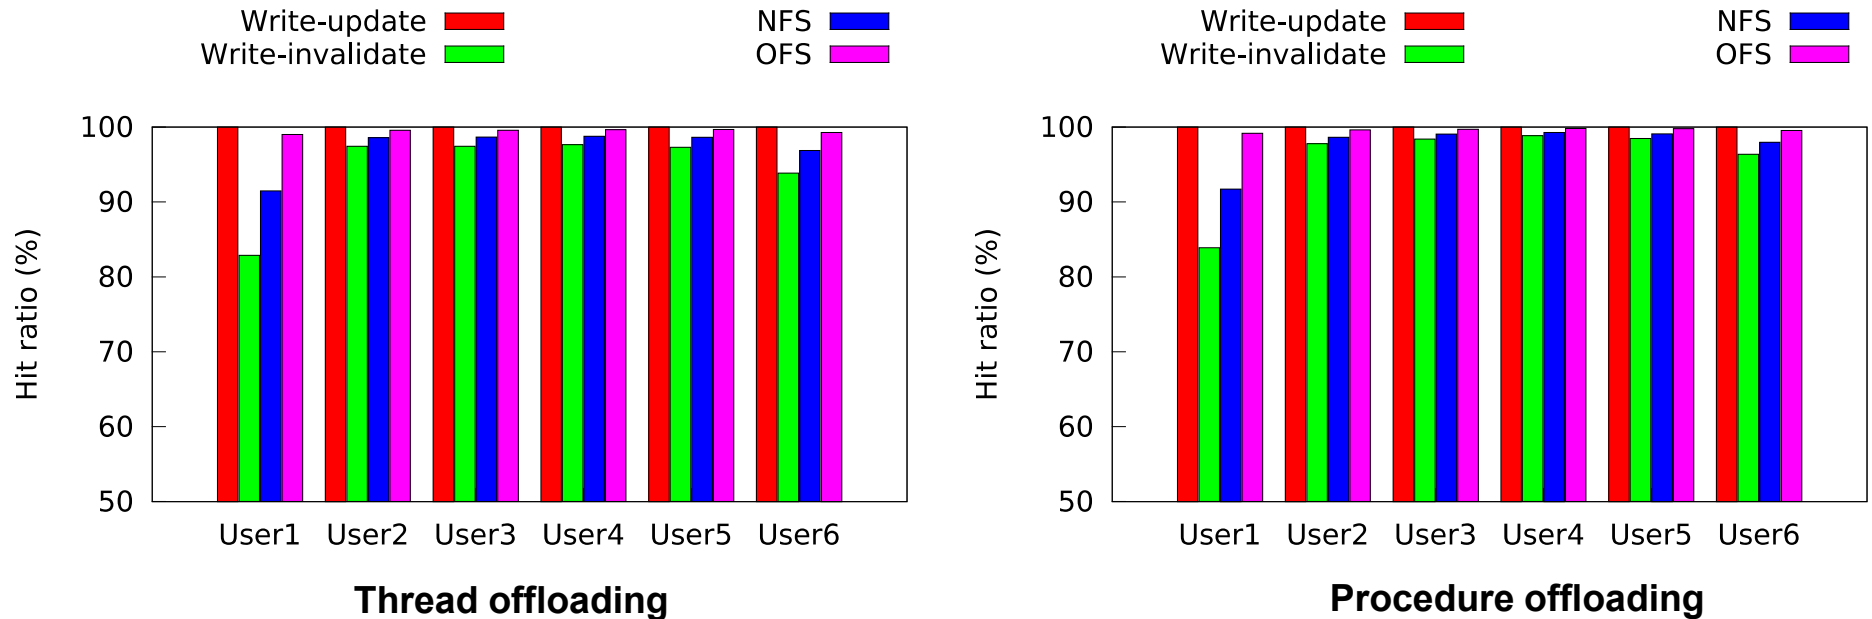 Write-update
Write-invalidate
NFS
OFS
Hit ratio (%)
100
90
80
70
60
50
User1 User2 User3 User4 User5 User6
Thread offloading
Write-update
Write-invalidate
NFS
OFS
Hit ratio (%)
100
90
80
70
60
50
User1 User2 User3 User4 User5 User6
Procedure offloading